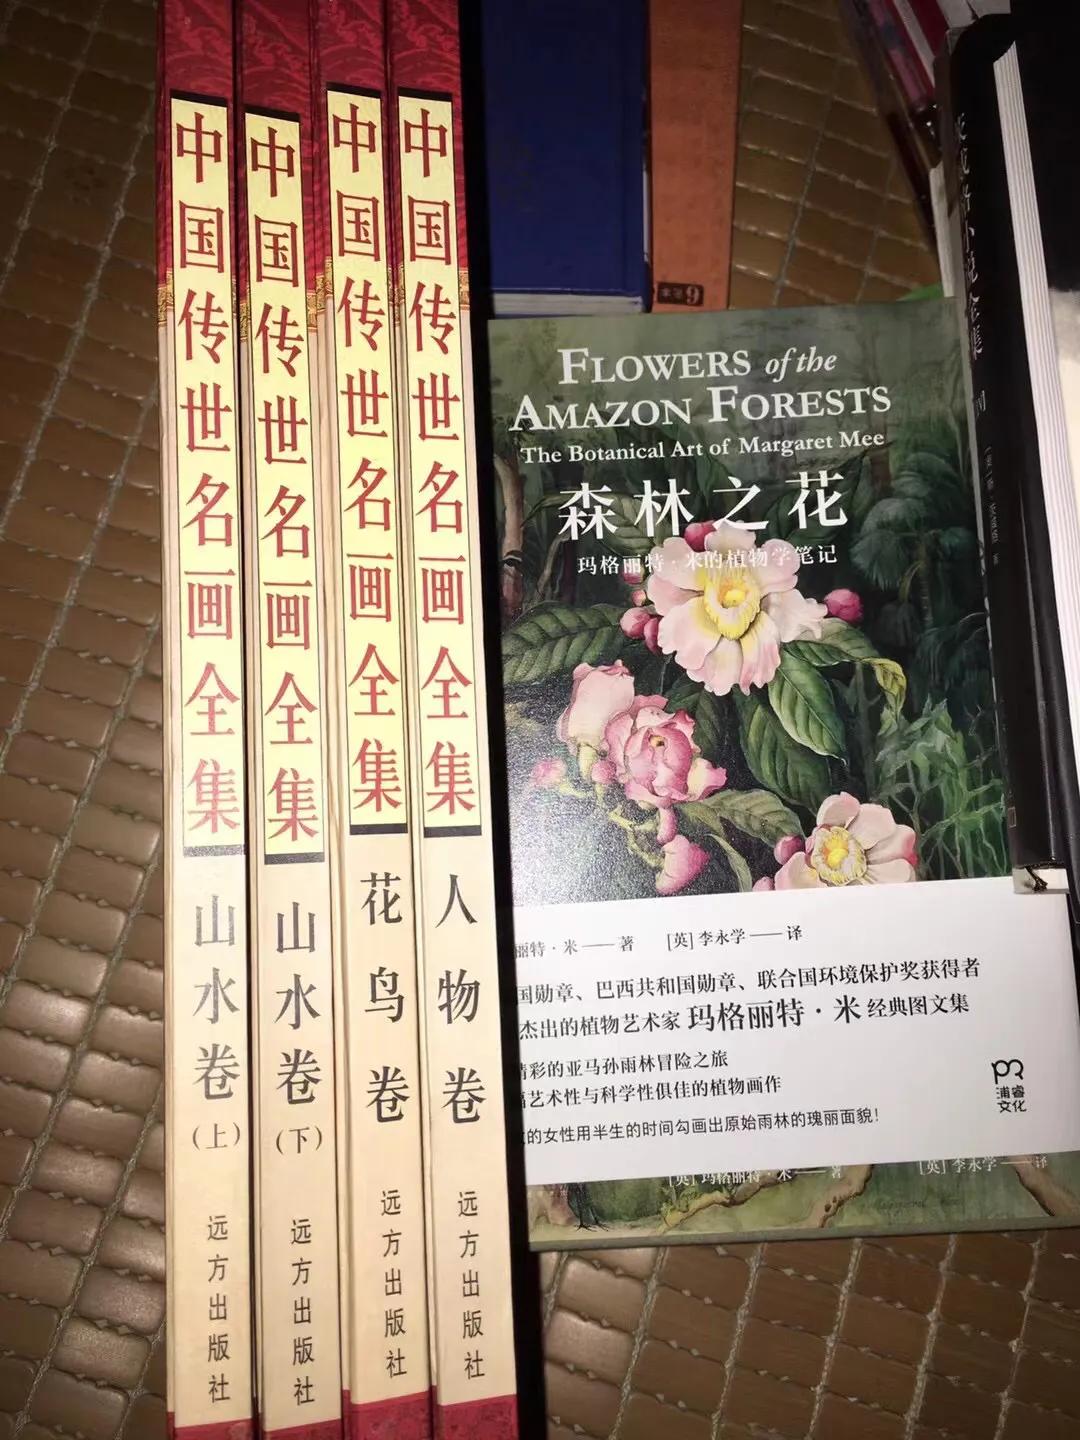 中国传世名画全集
山水卷
(上)
远方出版社
中国传世名画全集
山水卷
(下)
远方出版社
中国传世名画全集
花鸟卷
远方出版社
中国传世名画全集
人物卷
远方出版社
9
FLOWERS of the
AMAZON FORESTS
The Botanical Art of Margaret Mee
森林之花
玛格丽特·米的植物学笔记
丽特·米——著 [英]李永学——译
国勋章、巴西共和国勋章、联合国环境保护奖获得者
杰出的植物艺术家 玛格丽特·米 经典图文集
精彩的亚马孙雨林冒险之旅
艺术性与科学性俱佳的植物画作
的女性用半生的时间勾画出原始雨林的瑰丽面貌！
浦睿
文化
[英]玛格丽特·米——著 [英]李永学——译
小说全集